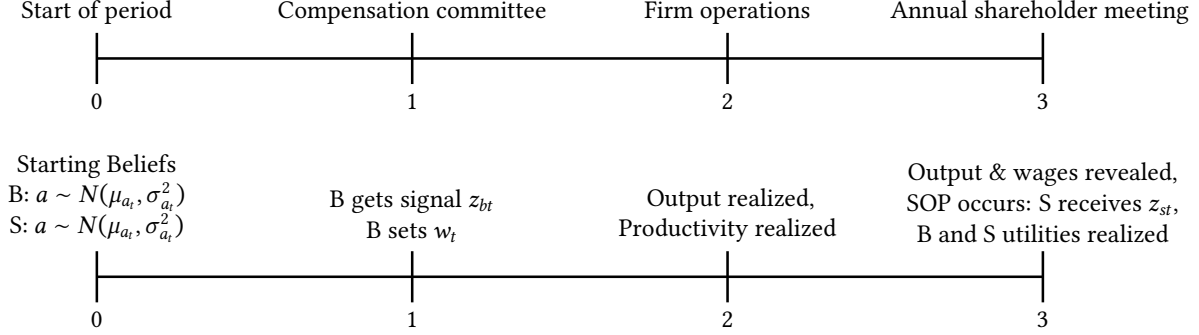 Start of period Compensation committee Firm operations Annual shareholder meeting
0 1 2 3
Starting Beliefs
B: a ∼ N(μ_{a_t}, σ²_{a_t})
S: a ∼ N(μ_{a_t}, σ²_{a_t})
B gets signal z_{bt}
B sets w_t
Output realized,
Productivity realized
Output & wages revealed,
SOP occurs: S receives z_{st},
B and S utilities realized
0 1 2 3